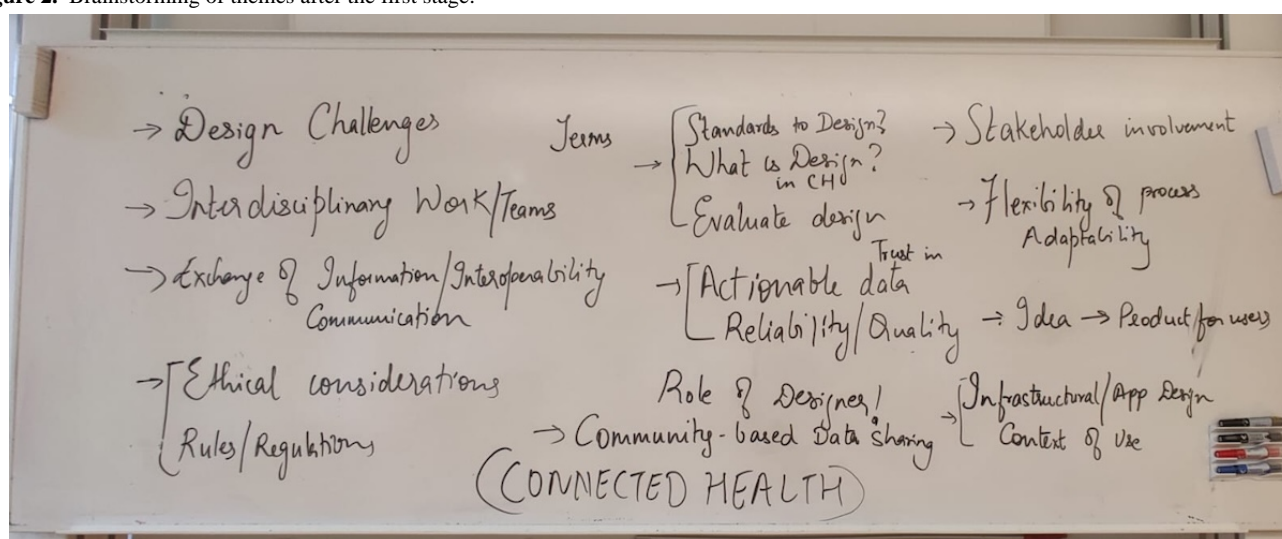 Figure 2. Brainstorming of themes after the first stage.
→ Design Challenges
→ Interdisciplinary Work/Teams
→ Exchange of Information/Interoperability
Communication
→ Ethical considerations
Rules/Regulations
Terms
→ Standards to Design?
What is Design?
in CH
Evaluate design
Trust in
→ Actionable data
Reliability/Quality
Role of Designer!
→ Community-based Data sharing
→ Stakeholder involvement
→ Flexibility of process
Adaptability
→ Idea → Product/for users
→ Infrastructural/App Design
Context of Use
(CONNECTED HEALTH)